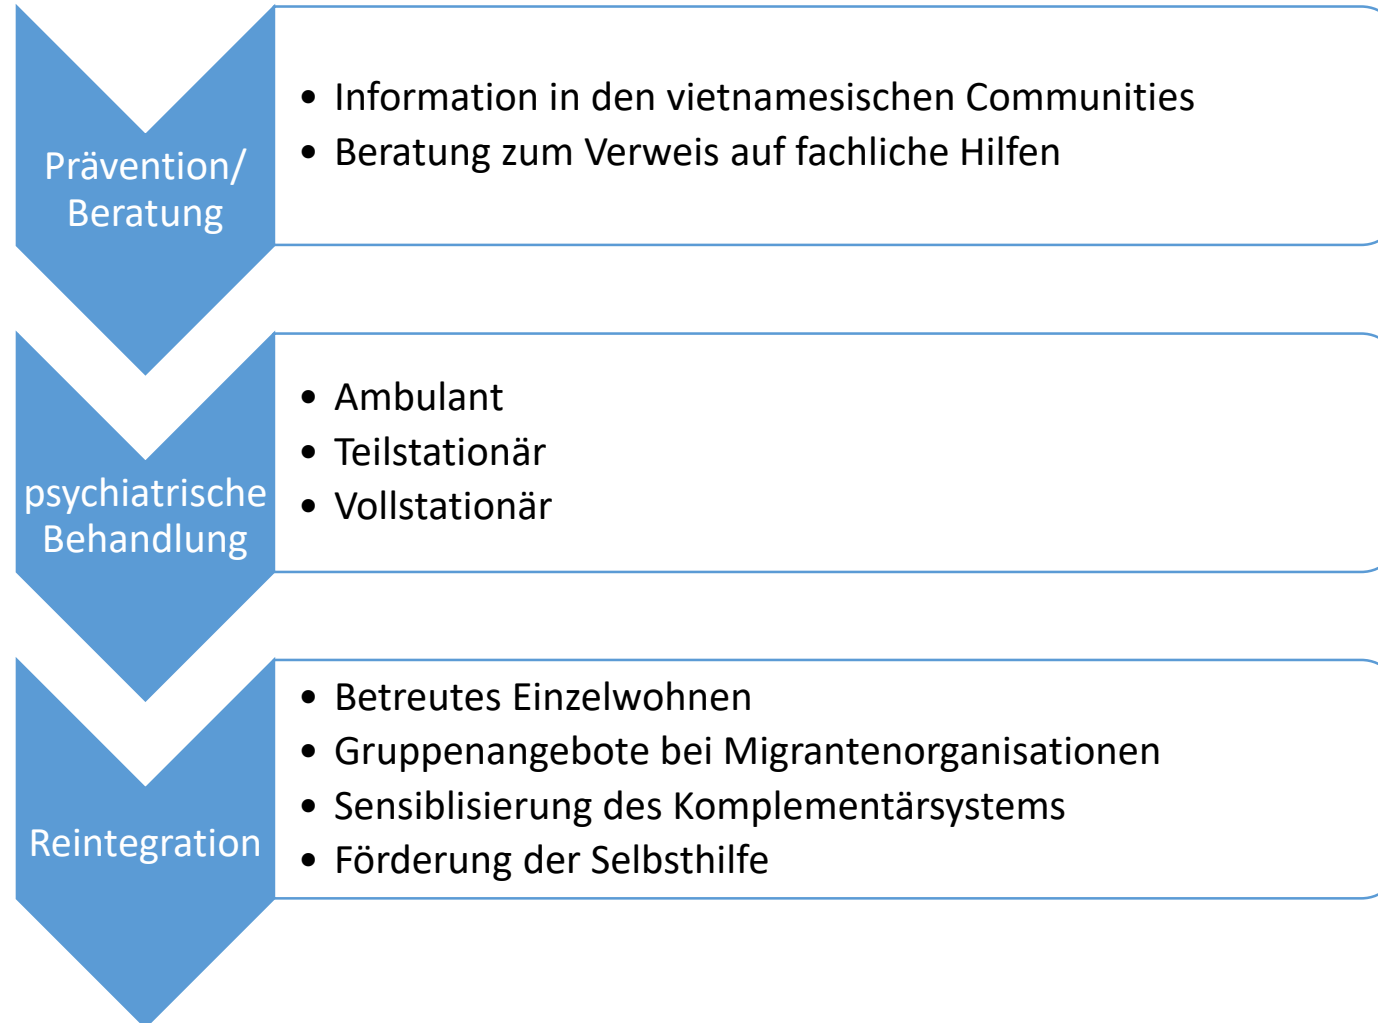 Prävention/
Beratung
• Information in den vietnamesischen Communities
• Beratung zum Verweis auf fachliche Hilfen
psychiatrische
Behandlung
• Ambulant
• Teilstationär
• Vollstationär
Reintegration
• Betreutes Einzelwohnen
• Gruppenangebote bei Migrantenorganisationen
• Sensiblisierung des Komplementärsystems
• Förderung der Selbsthilfe